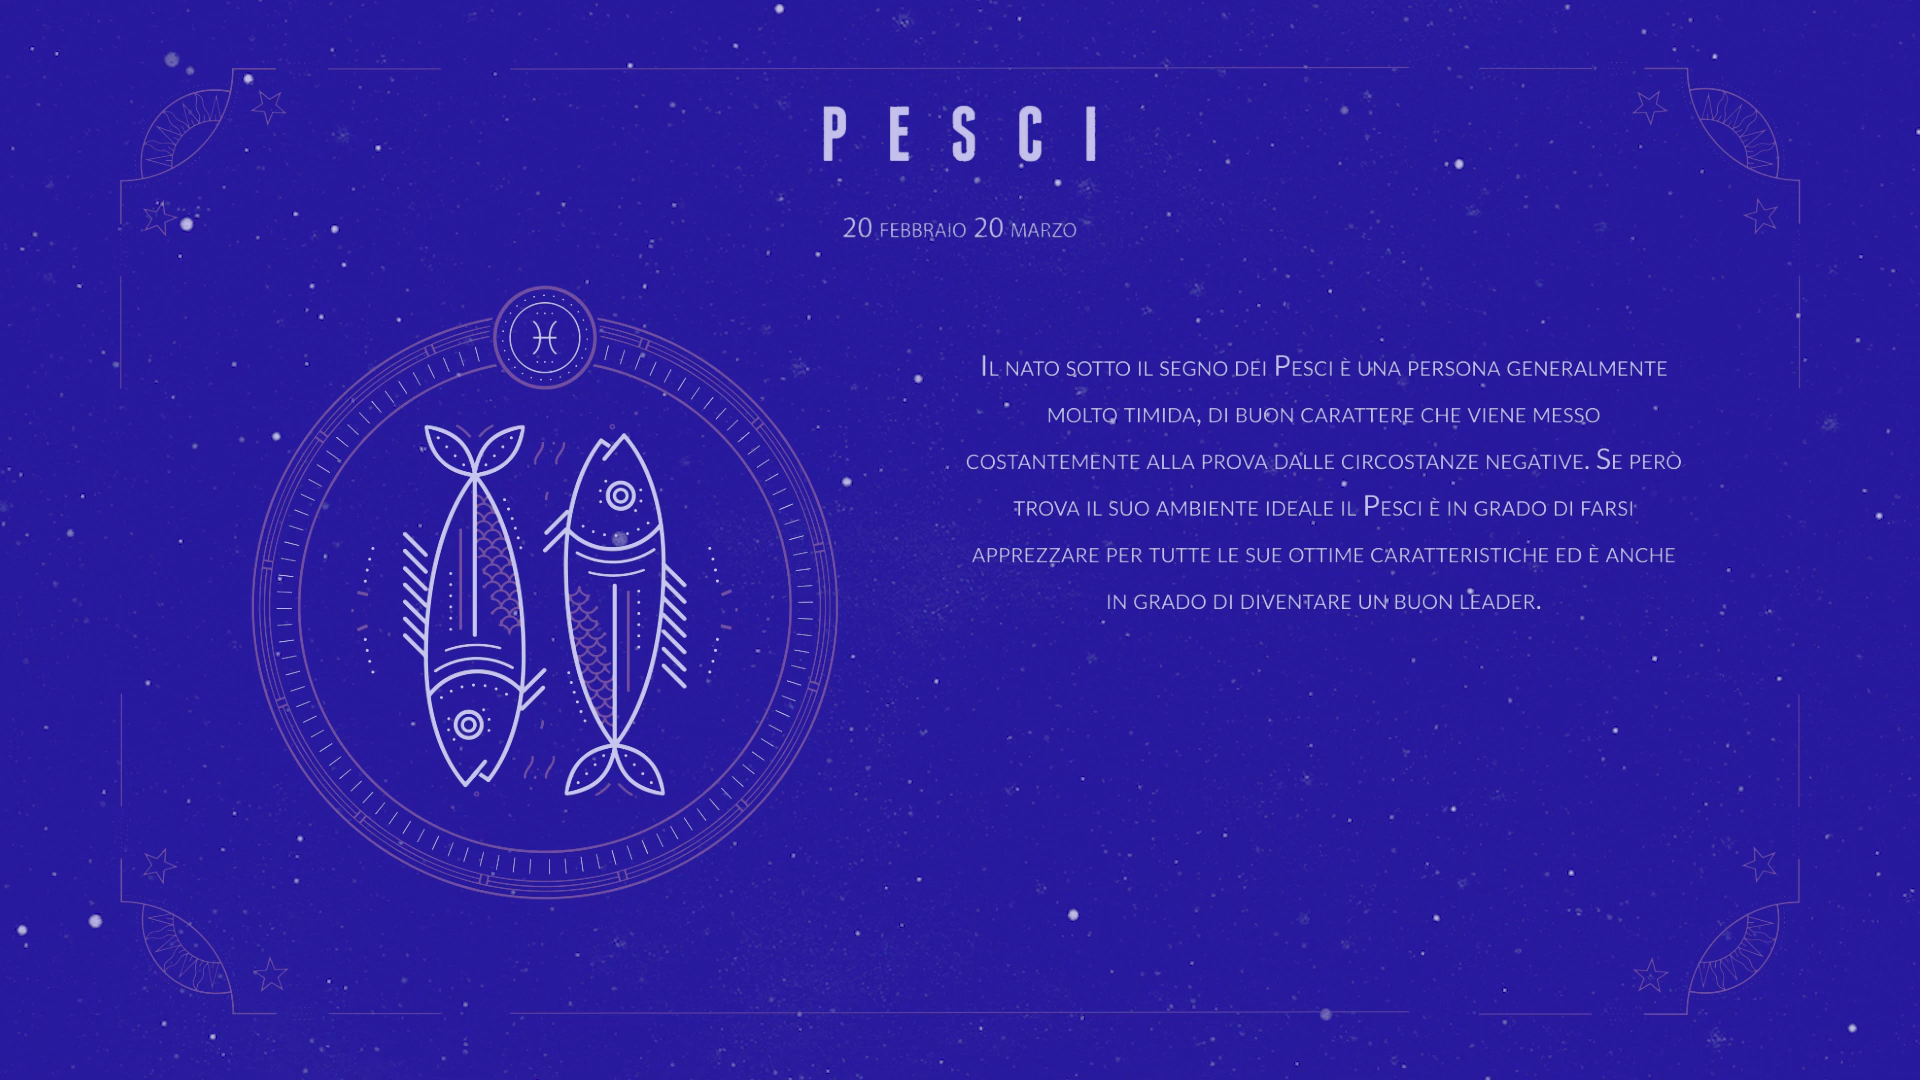 PESCI
20 febbraio 20 marzo
Il nato sotto il segno dei Pesci è una persona generalmente
molto timida, di buon carattere che viene messo
costantemente alla prova dalle circostanze negative. Se però
trova il suo ambiente ideale il Pesci è in grado di farsi
apprezzare per tutte le sue ottime caratteristiche ed è anche
in grado di diventare un buon leader.